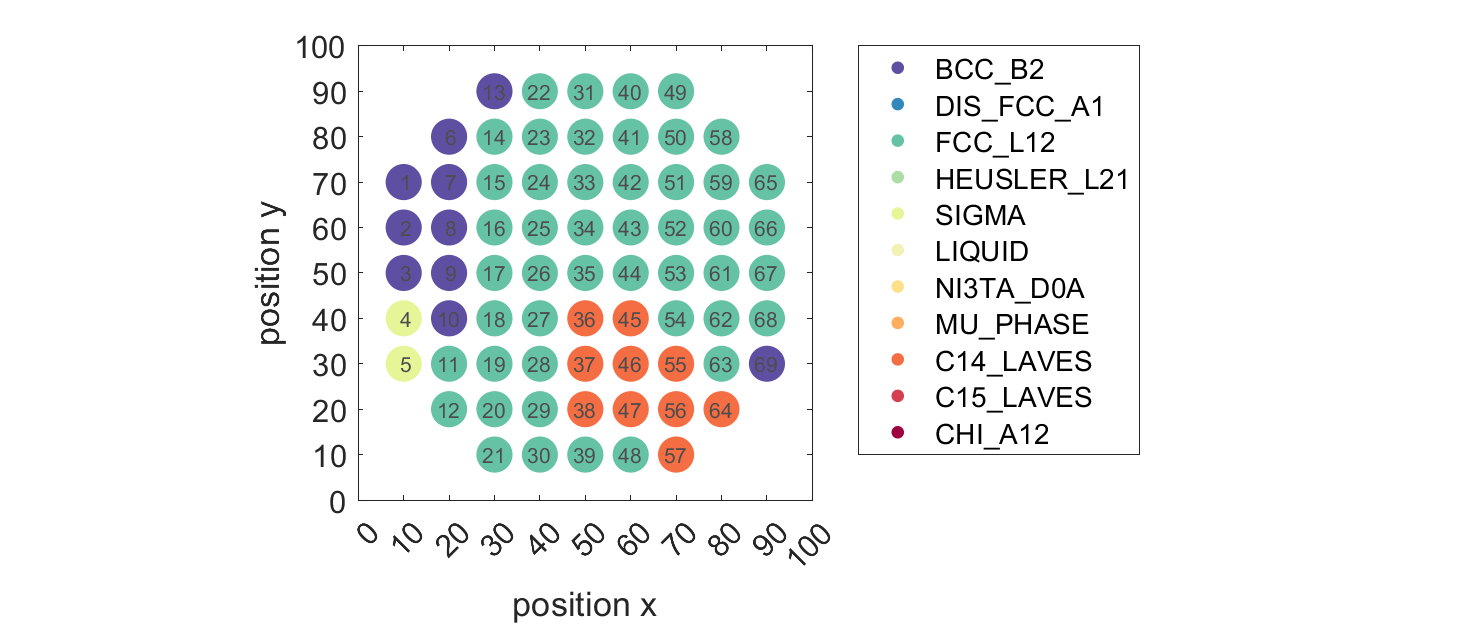 100
90
80
70
60
50
40
30
20
10
0
position y
13 22 31 40 49
6 14 23 32 41 50 58
1 7 15 24 33 42 51 59 65
2 8 16 25 34 43 52 60 66
3 9 17 26 35 44 53 61 67
4 10 18 27 36 45 54 62 68
5 11 19 28 37 46 55 63 69
12 20 29 38 47 56 64
21 30 39 48 57
0 10 20 30 40 50 60 70 80 90 100
position x
BCC_B2
DIS_FCC_A1
FCC_L12
HEUSLER_L21
SIGMA
LIQUID
NI3TA_D0A
MU_PHASE
C14_LAVES
C15_LAVES
CHI_A12